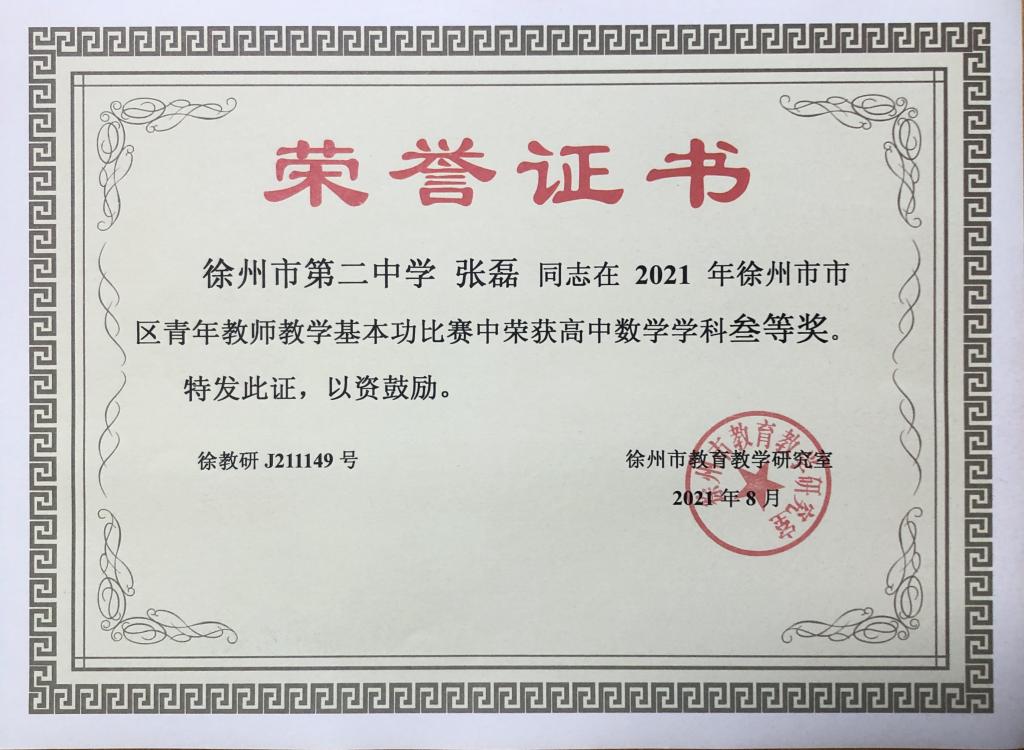 荣誉证书
徐州市第二中学 张磊 同志在 2021 年徐州市市
区青年教师教学基本功比赛中荣获高中数学学科叁等奖。
特发此证，以资鼓励。
徐教研 J211149 号
徐州市教育教学研究室
2021 年 8 月
徐州市教育教学研究室